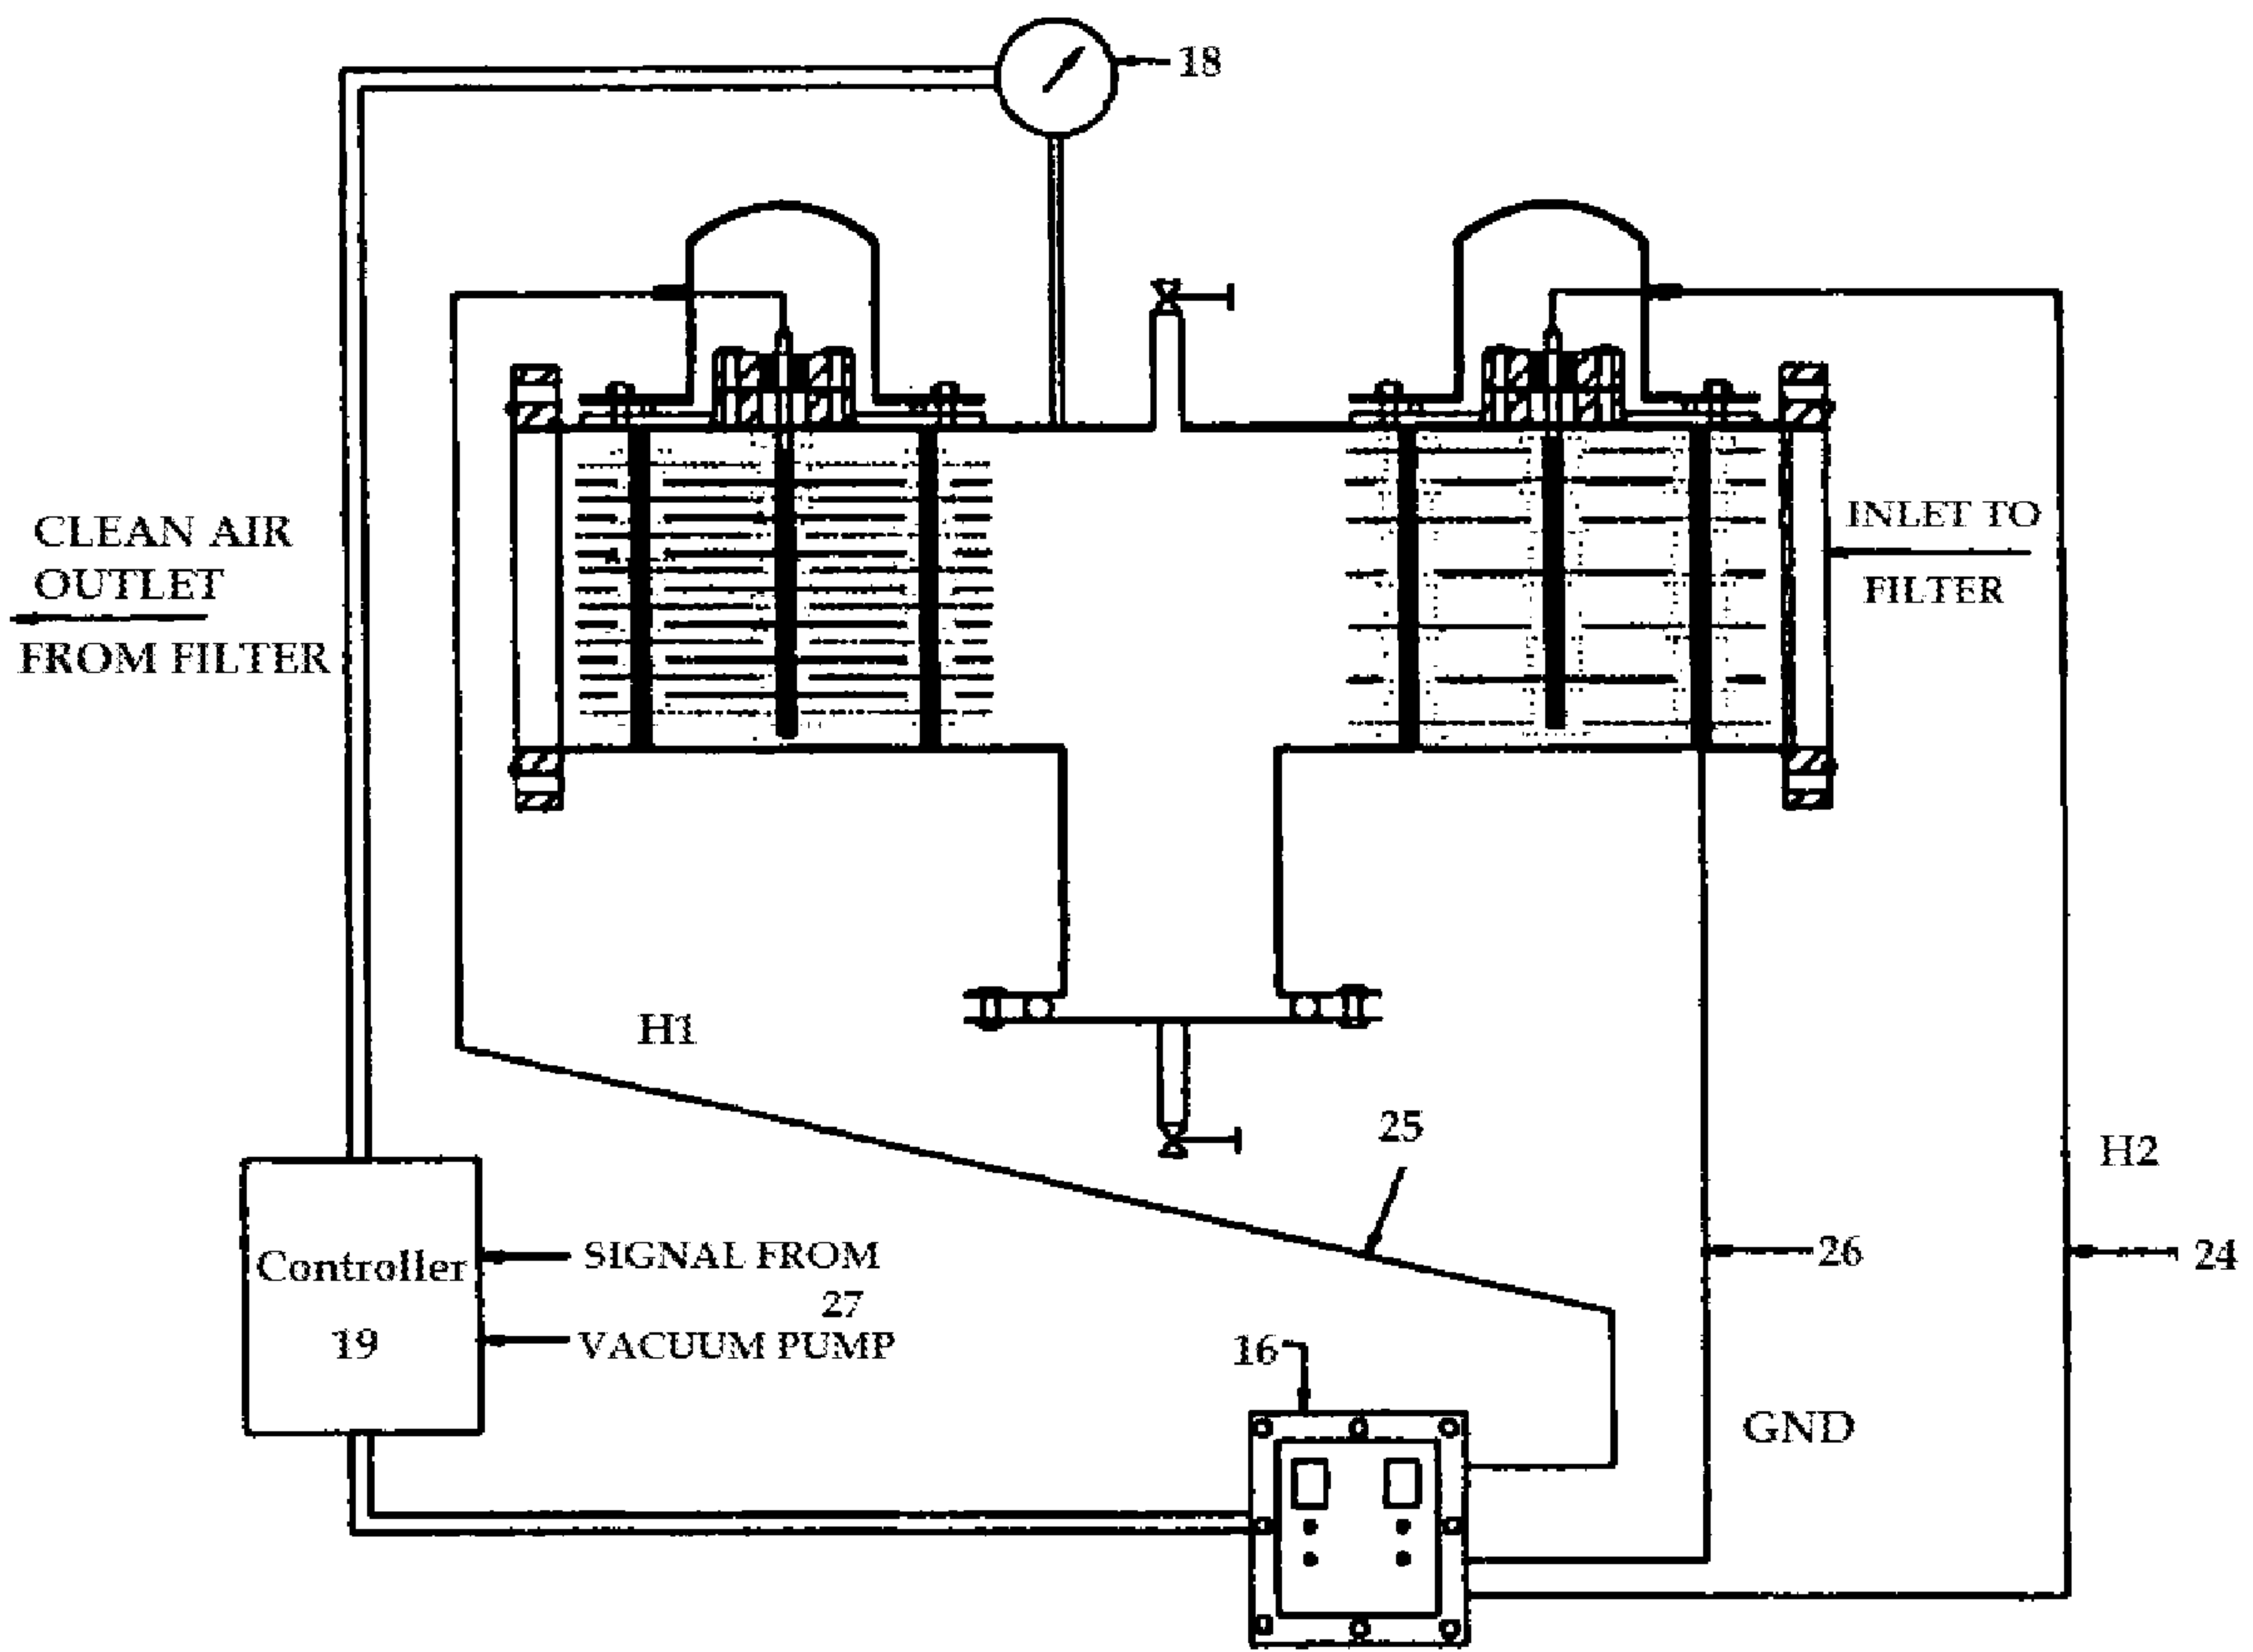 18
CLEAN AIR
OUTLET
FROM FILTER
INLET TO
FILTER
H1
25
H2
26
24
Controller
19
SIGNAL FROM
27
VACUUM PUMP
16
GND